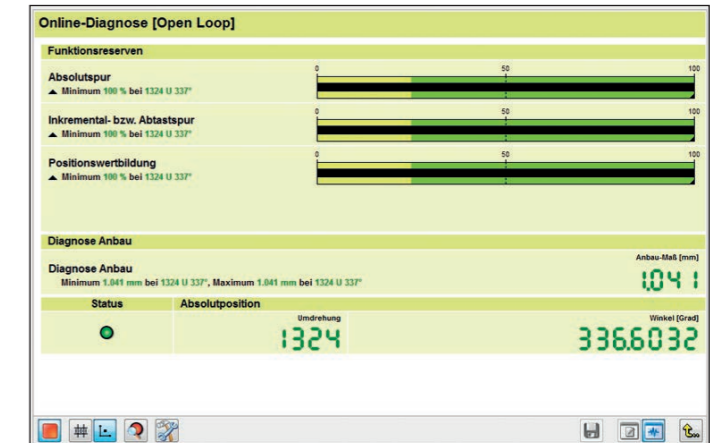 Online-Diagnose [Open Loop]
Funktionsreserven
Absolutspur
0 50 100
▲ Minimum 100 % bei 1324 U 337°
Inkremental- bzw. Abtastspur
0 50 100
▲ Minimum 100 % bei 1324 U 337°
Positionswertbildung
0 50 100
▲ Minimum 100 % bei 1324 U 337°
Diagnose Anbau
Diagnose Anbau
Anbau-Maß [mm]
Minimum 1.041 mm bei 1324 U 337°, Maximum 1.041 mm bei 1324 U 337°
1,041
Status Absolutposition
Umdrehung Winkel [Grad]
1324 336,6032